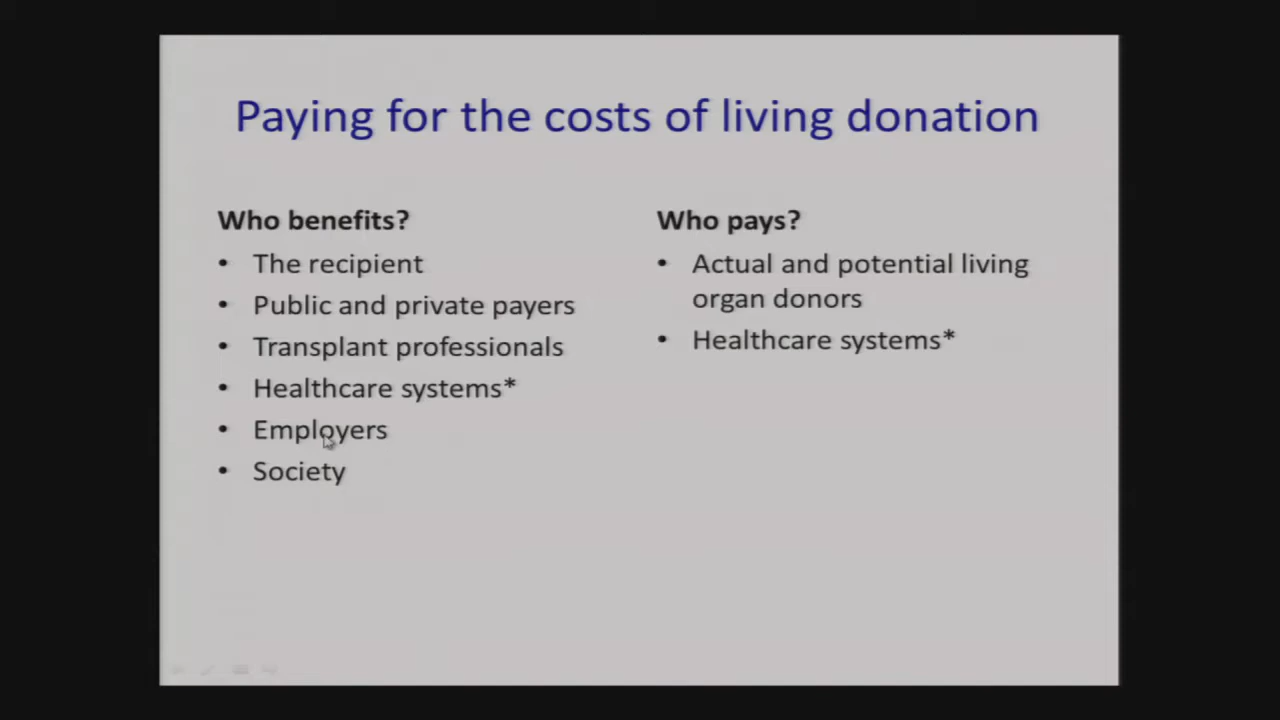 Paying for the costs of living donation
Who benefits?
• The recipient
• Public and private payers
• Transplant professionals
• Healthcare systems*
• Employers
• Society
Who pays?
• Actual and potential living
organ donors
• Healthcare systems*